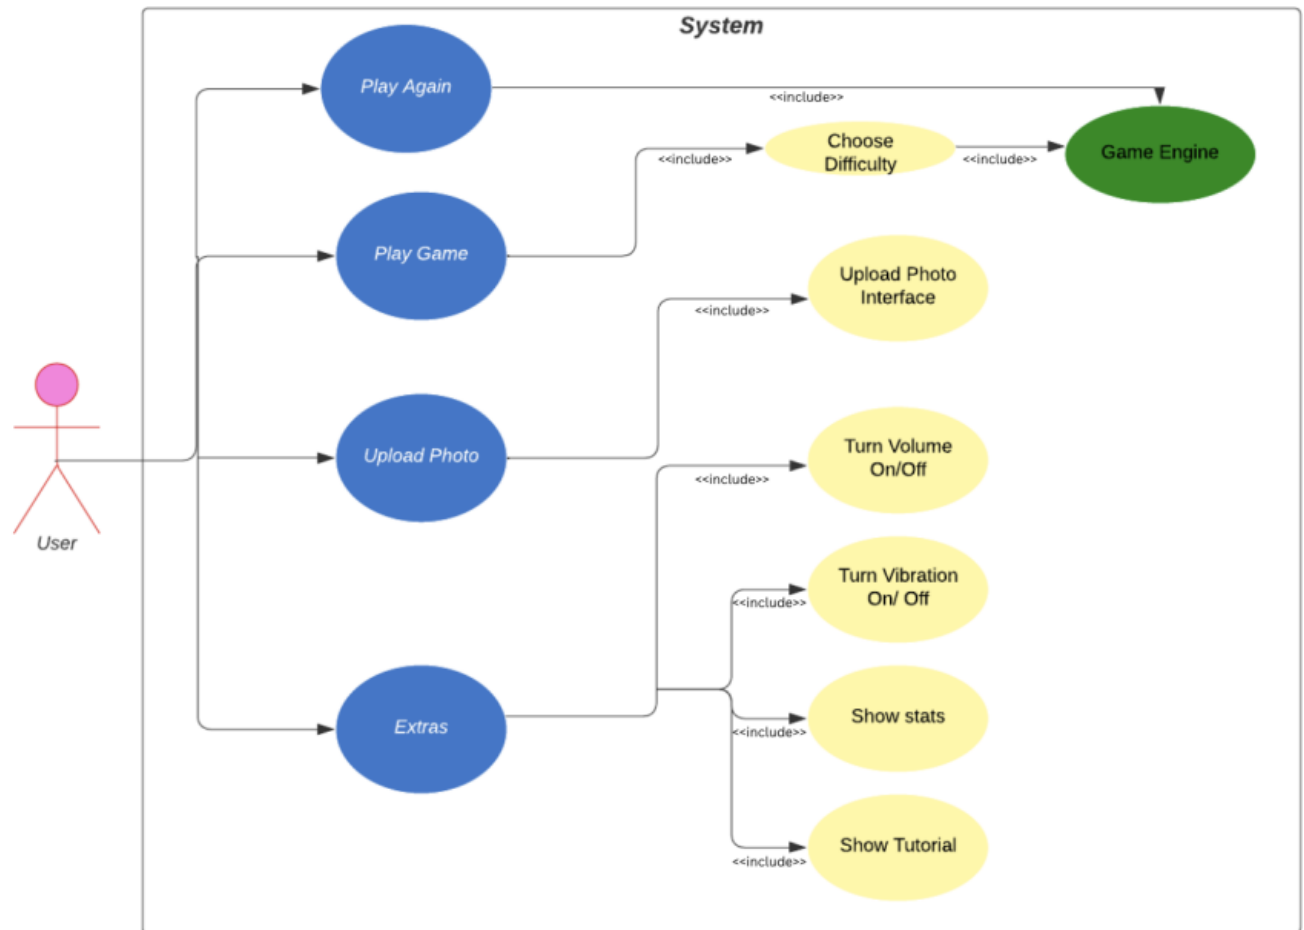 System
Play Again
<<include>>
Choose
Difficulty
<<include>>
<<include>>
Game Engine
Play Game
Upload Photo
Interface
<<include>>
Upload Photo
Turn Volume
On/Off
<<include>>
User
Turn Vibration
On/ Off
<<include>>
Extras
Show stats
<<include>>
Show Tutorial
<<include>>